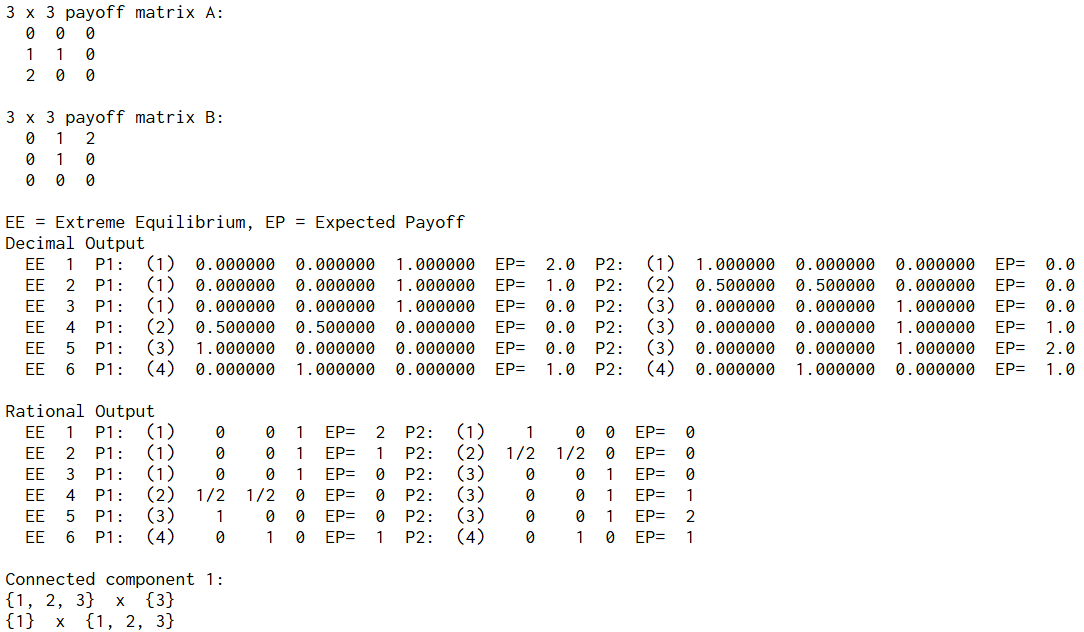 3 x 3 payoff matrix A:
0 0 0
1 1 0
2 0 0
3 x 3 payoff matrix B:
0 1 2
0 1 0
0 0 0
EE = Extreme Equilibrium, EP = Expected Payoff
Decimal Output
EE 1 P1: (1) 0.000000 0.000000 1.000000 EP= 2.0 P2: (1) 1.000000 0.000000 0.000000 EP= 0.0
EE 2 P1: (1) 0.000000 0.000000 1.000000 EP= 1.0 P2: (2) 0.500000 0.500000 0.000000 EP= 0.0
EE 3 P1: (1) 0.000000 0.000000 1.000000 EP= 0.0 P2: (3) 0.000000 0.000000 1.000000 EP= 0.0
EE 4 P1: (2) 0.500000 0.500000 0.000000 EP= 0.0 P2: (3) 0.000000 0.000000 1.000000 EP= 1.0
EE 5 P1: (3) 1.000000 0.000000 0.000000 EP= 0.0 P2: (3) 0.000000 0.000000 1.000000 EP= 2.0
EE 6 P1: (4) 0.000000 1.000000 0.000000 EP= 1.0 P2: (4) 0.000000 1.000000 0.000000 EP= 1.0
Rational Output
EE 1 P1: (1) 0 0 1 EP= 2 P2: (1) 1 0 0 EP= 0
EE 2 P1: (1) 0 0 1 EP= 1 P2: (2) 1/2 1/2 0 EP= 0
EE 3 P1: (1) 0 0 1 EP= 0 P2: (3) 0 0 1 EP= 0
EE 4 P1: (2) 1/2 1/2 0 EP= 0 P2: (3) 0 0 1 EP= 1
EE 5 P1: (3) 1 0 0 EP= 0 P2: (3) 0 0 1 EP= 2
EE 6 P1: (4) 0 1 0 EP= 1 P2: (4) 0 1 0 EP= 1
Connected component 1:
{1, 2, 3} x {3}
{1} x {1, 2, 3}